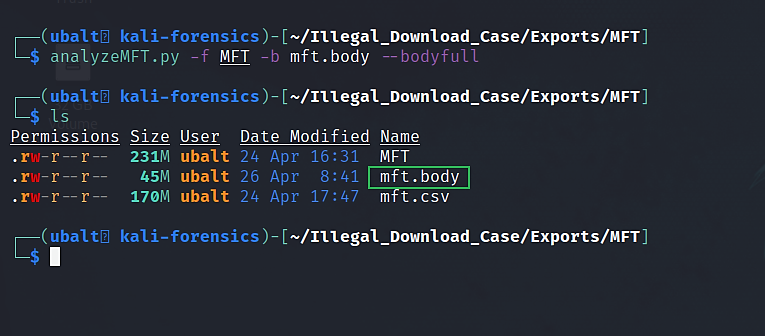 ┌──(ubalt kali-forensics)-[~/Illegal_Download_Case/Exports/MFT]
└─$ analyzeMFT.py -f MFT -b mft.body --bodyfull
┌──(ubalt kali-forensics)-[~/Illegal_Download_Case/Exports/MFT]
└─$ ls
Permissions Size User Date Modified Name
.rw-r--r-- 231M ubalt 24 Apr 16:31 MFT
.rw-r--r-- 45M ubalt 26 Apr 8:41 mft.body
.rw-r--r-- 170M ubalt 24 Apr 17:47 mft.csv
┌──(ubalt kali-forensics)-[~/Illegal_Download_Case/Exports/MFT]
└─$